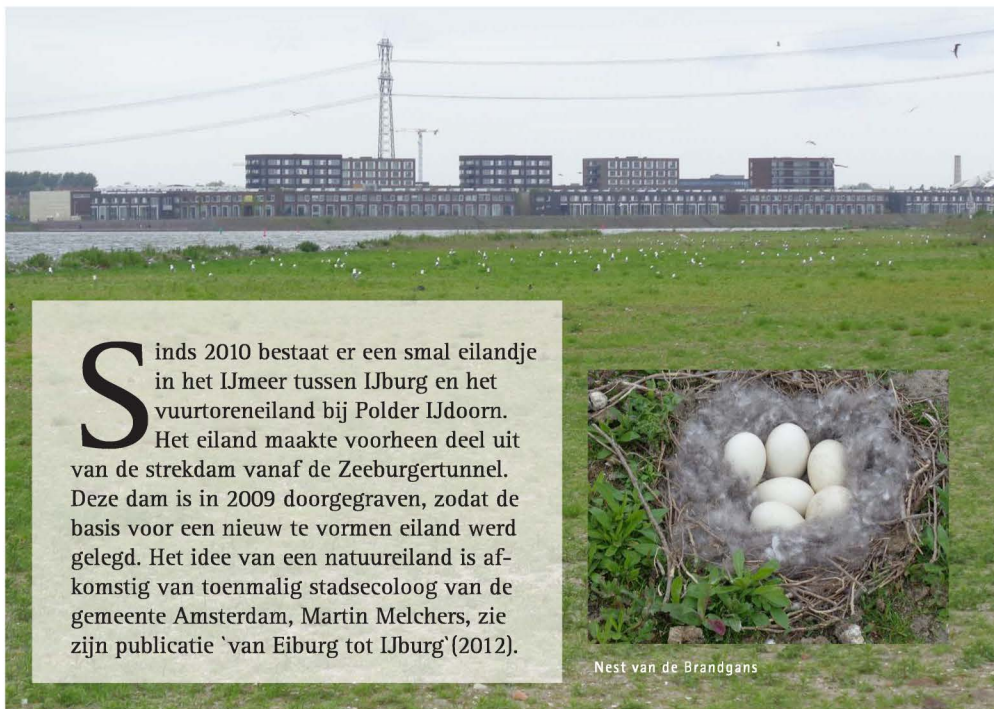 Sinds 2010 bestaat er een smal eilandje
in het IJmeer tussen IJburg en het
vuurtoreneiland bij Polder IJdoorn.
Het eiland maakte voorheen deel uit
van de strekdam vanaf de Zeeburgertunnel.
Deze dam is in 2009 doorgegraven, zodat de
basis voor een nieuw te vormen eiland werd
gelegd. Het idee van een natuureiland is af-
komstig van toenmalig stadsecoloog van de
gemeente Amsterdam, Martin Melchers, zie
zijn publicatie `van Eiburg tot IJburg`(2012).
Nest van de Brandgans